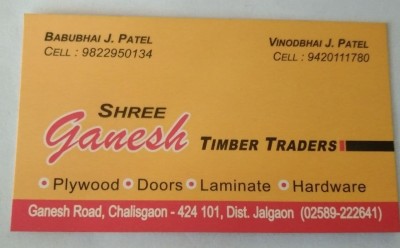 BABUBHAI J. PATEL
CELL : 9822950134
VINODBHAI J. PATEL
CELL : 9420111780
SHREE
Ganesh TIMBER TRADERS
• Plywood • Doors • Laminate • Hardware
Ganesh Road, Chalisgaon - 424 101, Dist. Jalgaon (02589-222641)